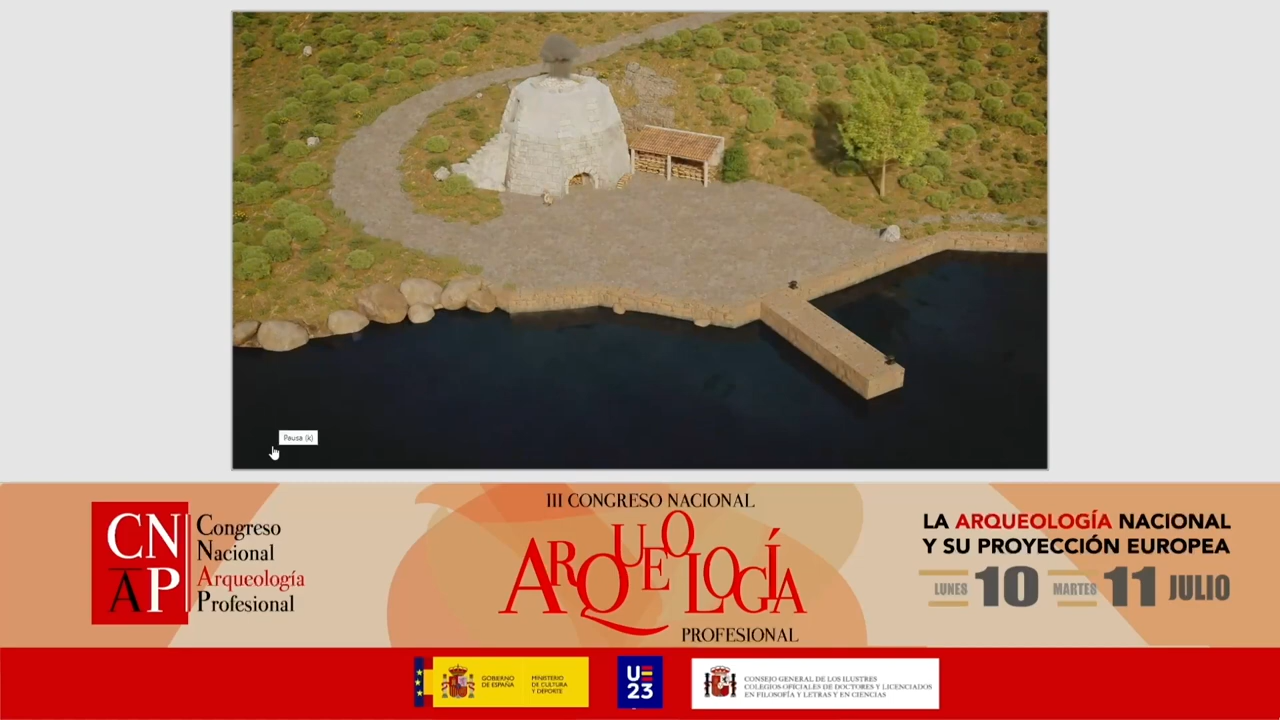 Pausa (k)
CN
AP
Congreso
Nacional
Arqueología
Profesional
III CONGRESO NACIONAL
ARQUEOLOGÍA
PROFESIONAL
LA ARQUEOLOGÍA NACIONAL
Y SU PROYECCIÓN EUROPEA
LUNES 10 MARTES 11 JULIO
GOBIERNO
DE ESPAÑA
MINISTERIO
DE CULTURA
Y DEPORTE
UE
23
CONSEJO GENERAL DE LOS ILUSTRES
COLEGIOS OFICIALES DE DOCTORES Y LICENCIADOS
EN FILOSOFÍA Y LETRAS Y EN CIENCIAS